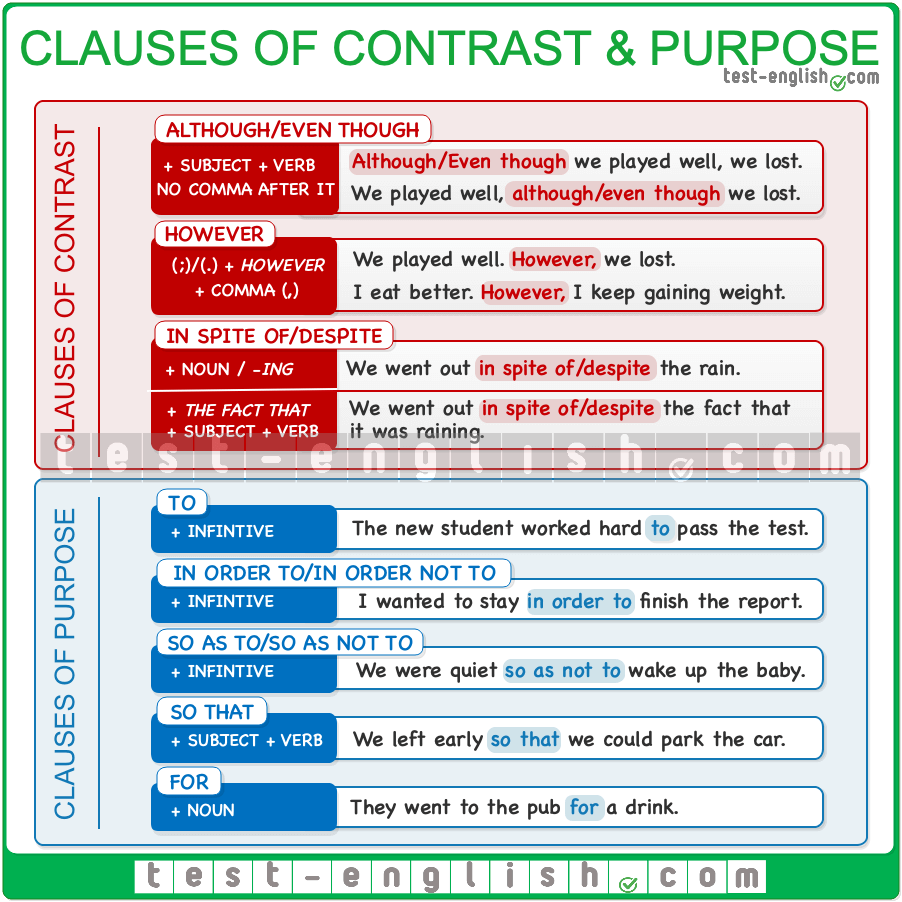 CLAUSES OF CONTRAST & PURPOSE
test-english.com
CLAUSES OF CONTRAST
ALTHOUGH/EVEN THOUGH
+ SUBJECT + VERB
NO COMMA AFTER IT
Although/Even though we played well, we lost.
We played well, although/even though we lost.
HOWEVER
(;)/(.) + HOWEVER
+ COMMA (,)
We played well. However, we lost.
I eat better. However, I keep gaining weight.
IN SPITE OF/DESPITE
+ NOUN / -ING
We went out in spite of/despite the rain.
+ THE FACT THAT
+ SUBJECT + VERB
We went out in spite of/despite the fact that
it was raining.
test-english.com
CLAUSES OF PURPOSE
TO
+ INFINTIVE
The new student worked hard to pass the test.
IN ORDER TO/IN ORDER NOT TO
+ INFINTIVE
I wanted to stay in order to finish the report.
SO AS TO/SO AS NOT TO
+ INFINTIVE
We were quiet so as not to wake up the baby.
SO THAT
+ SUBJECT + VERB
We left early so that we could park the car.
FOR
+ NOUN
They went to the pub for a drink.
test-english.com